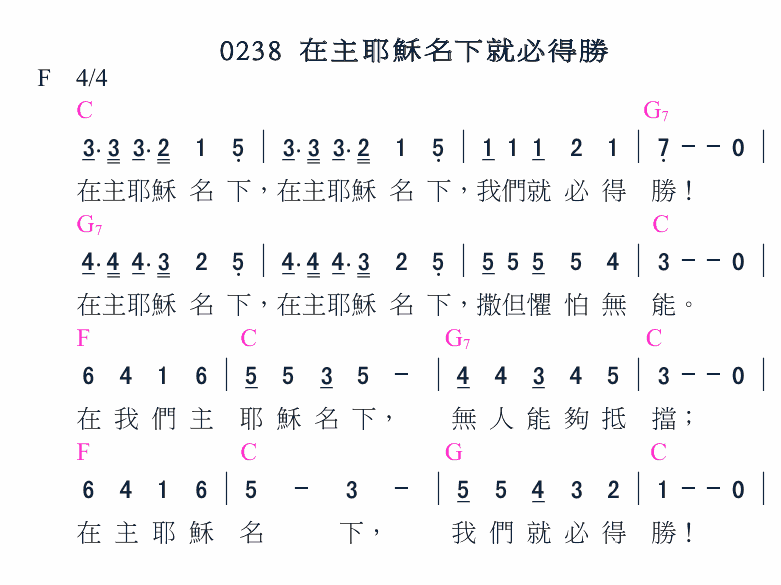 0238 在主耶穌名下就必得勝
F 4/4
C G7
3·3 3·2 1 5 | 3·3 3·2 1 5 | 1 1 1 2 1 | 7 - - 0 |
在主耶穌 名 下，在主耶穌 名 下，我們就 必 得 勝！
G7 C
4·4 4·3 2 5 | 4·4 4·3 2 5 | 5 5 5 5 4 | 3 - - 0 |
在主耶穌 名 下，在主耶穌 名 下，撒但懼 怕 無 能。
F C G7 C
6 4 1 6 | 5 5 3 5 - | 4 4 3 4 5 | 3 - - 0 |
在 我 們 主 耶 穌 名 下， 無 人 能 夠 抵 擋；
F C G C
6 4 1 6 | 5 - 3 - | 5 5 4 3 2 | 1 - - 0 |
在 主 耶 穌 名 下， 我 們 就 必 得 勝！